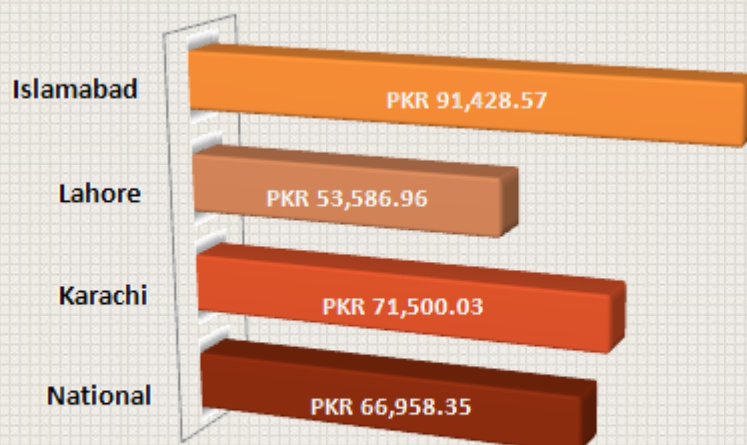 Islamabad
PKR 91,428.57
Lahore
PKR 53,586.96
Karachi
PKR 71,500.03
National
PKR 66,958.35